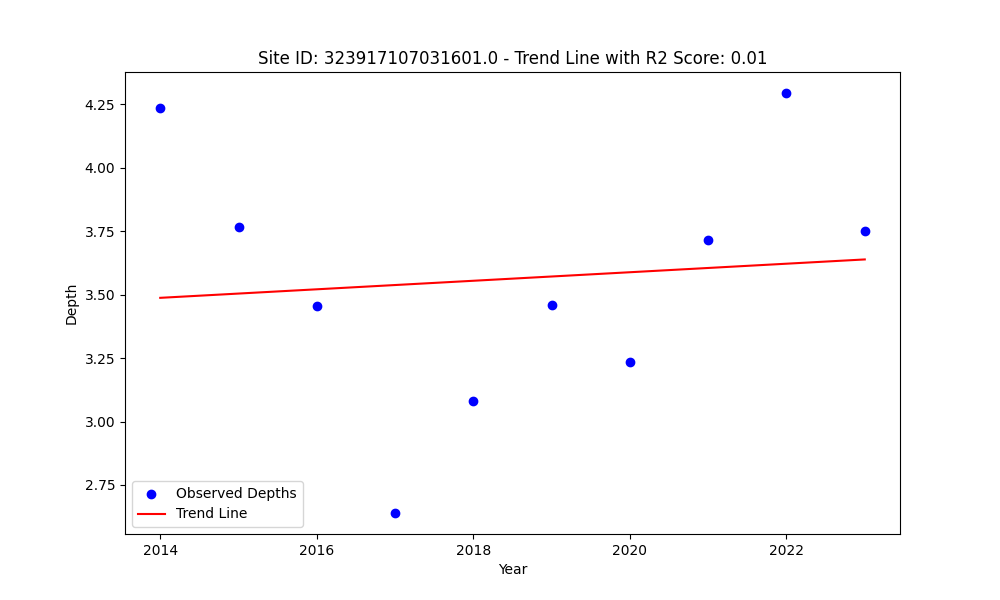 Site ID: 323917107031601.0 - Trend Line with R2 Score: 0.01
4.25
4.00
3.75
3.50
3.25
3.00
2.75
Depth
Observed Depths
Trend Line
2014
2016
2018
2020
2022
Year